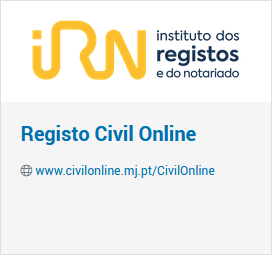 iRN
instituto dos
registos
e do notariado
Registo Civil Online
www.civilonline.mj.pt/CivilOnline